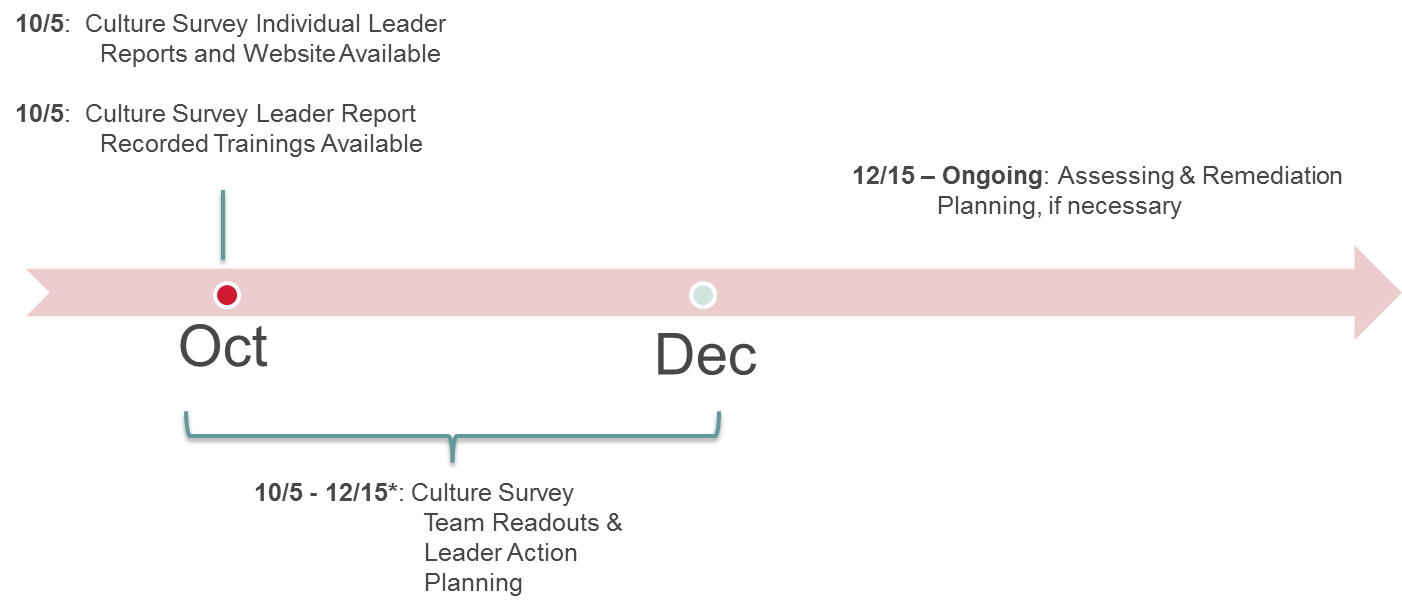 10/5: Culture Survey Individual Leader
Reports and Website Available
10/5: Culture Survey Leader Report
Recorded Trainings Available
12/15 – Ongoing: Assessing & Remediation
Planning, if necessary
Oct
Dec
10/5 - 12/15*: Culture Survey
Team Readouts &
Leader Action
Planning